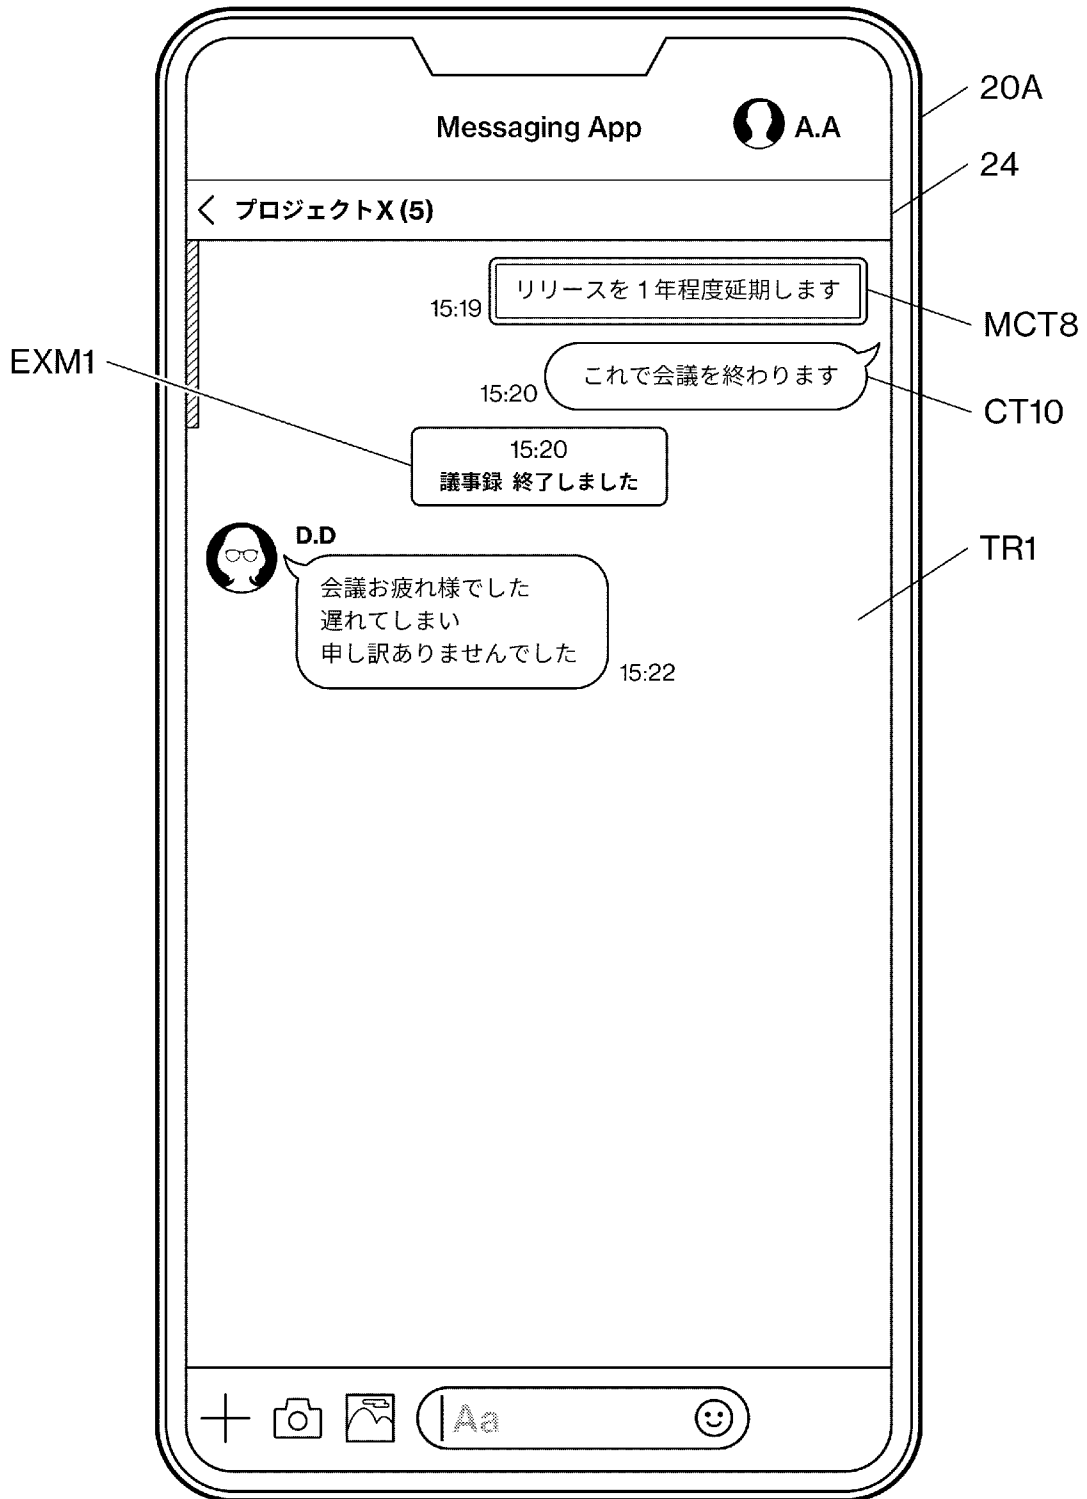 20A
Messaging App
A.A
24
プロジェクトX (5)
リリースを1年程度延期します
15:19
MCT8
EXM1
これで会議を終わります
15:20
CT10
15:20
議事録 終了しました
D.D
TR1
会議お疲れ様でした
遅れてしまい
申し訳ありませんでした
15:22
Aa